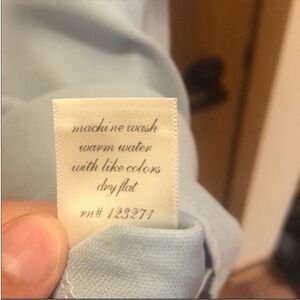 machine wash
warm water
with like colors
dry flat
rn# 123271